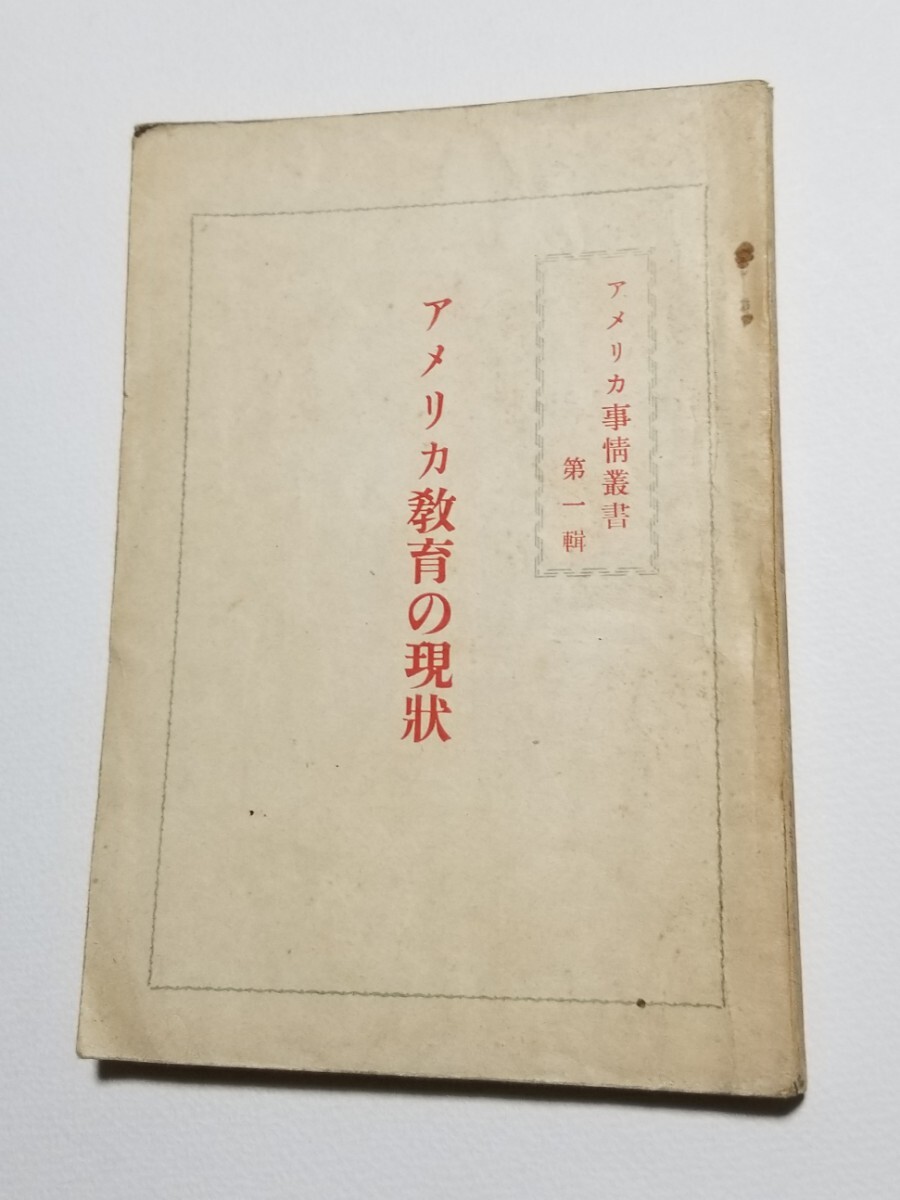 アメリカ事情叢書
第一輯
アメリカ教育の現狀